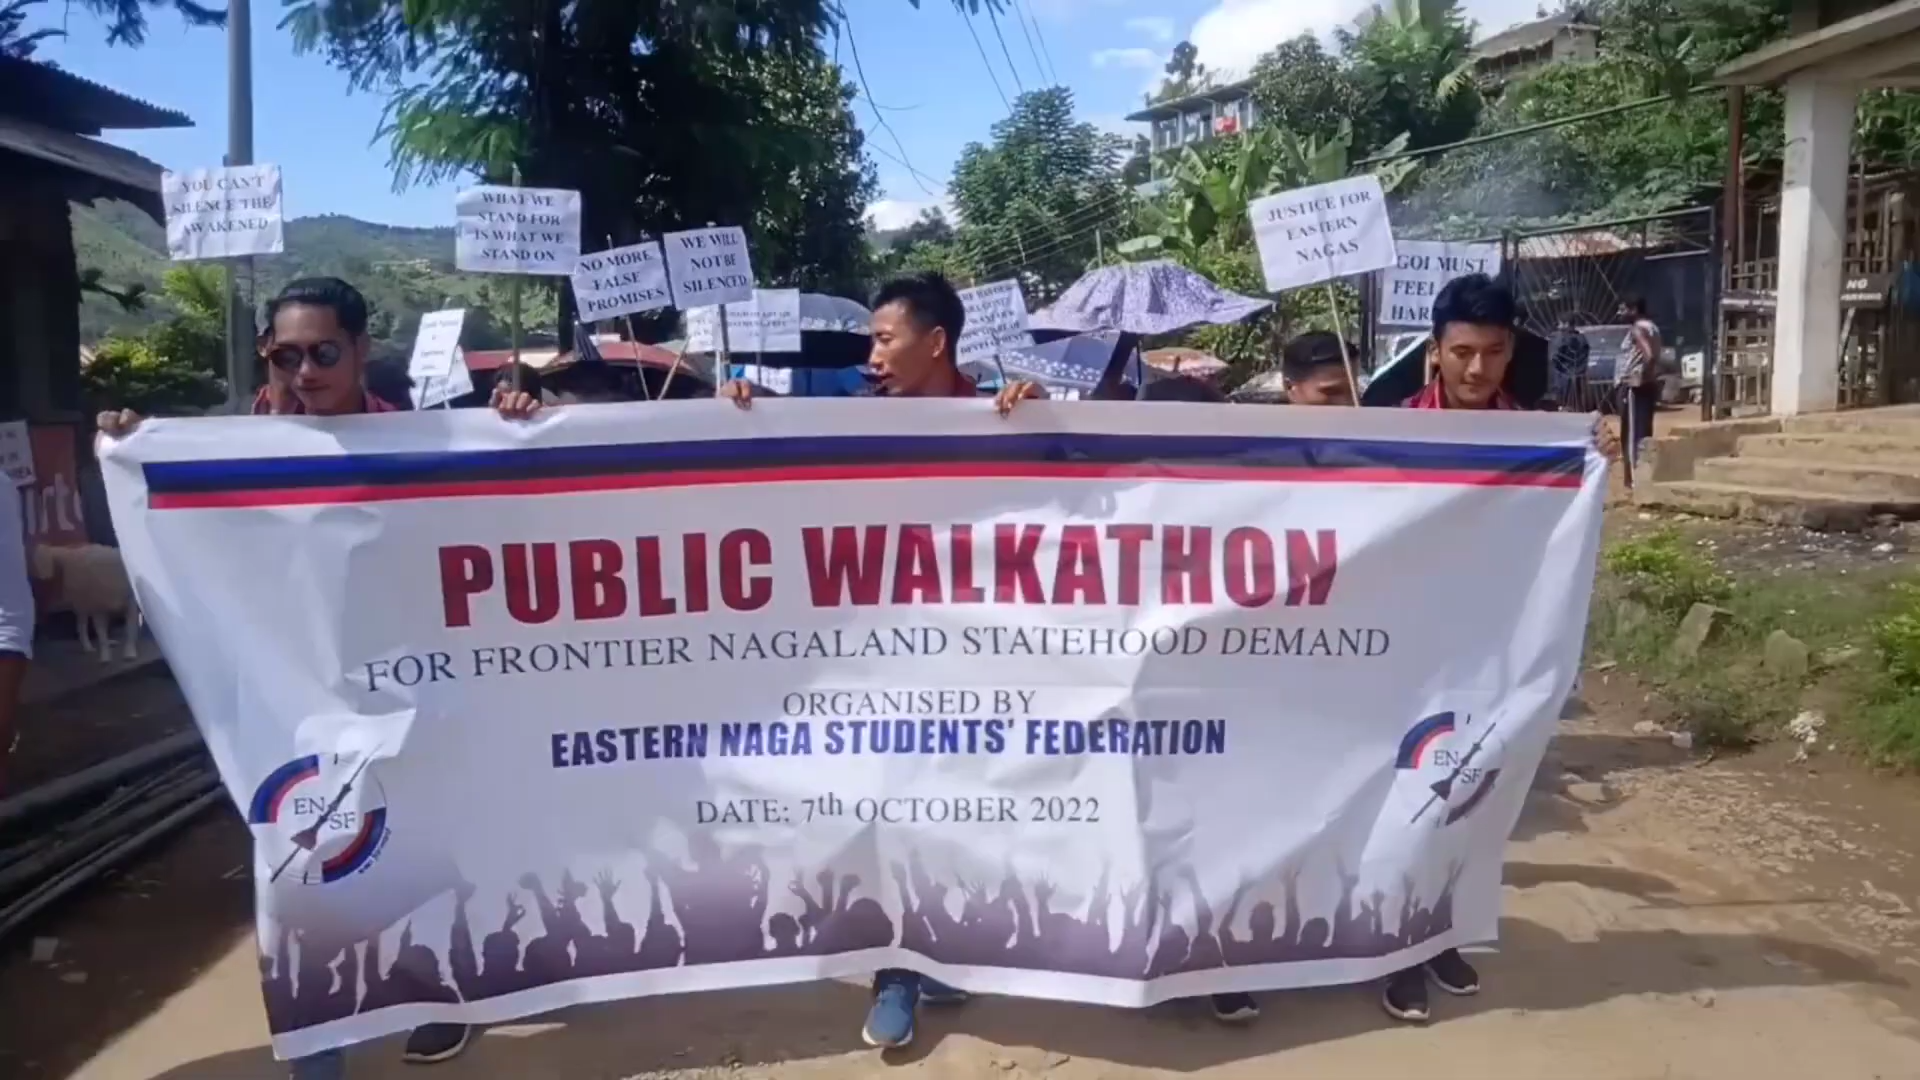 YOU CAN'T
SILENCE THE
AWAKENED
WHAT WE
STAND FOR
IS WHAT WE
STAND ON
NO MORE
FALSE
PROMISES
WE WILL
NOT BE
SILENCED
JUSTICE FOR
EASTERN
NAGAS
GOI MUST
FEEL
HAR
NO
DEVELOPMENT
PUBLIC WALKATHON
FOR FRONTIER NAGALAND STATEHOOD DEMAND
ORGANISED BY
EASTERN NAGA STUDENTS' FEDERATION
DATE: 7th OCTOBER 2022
EN
SF
EN
SF